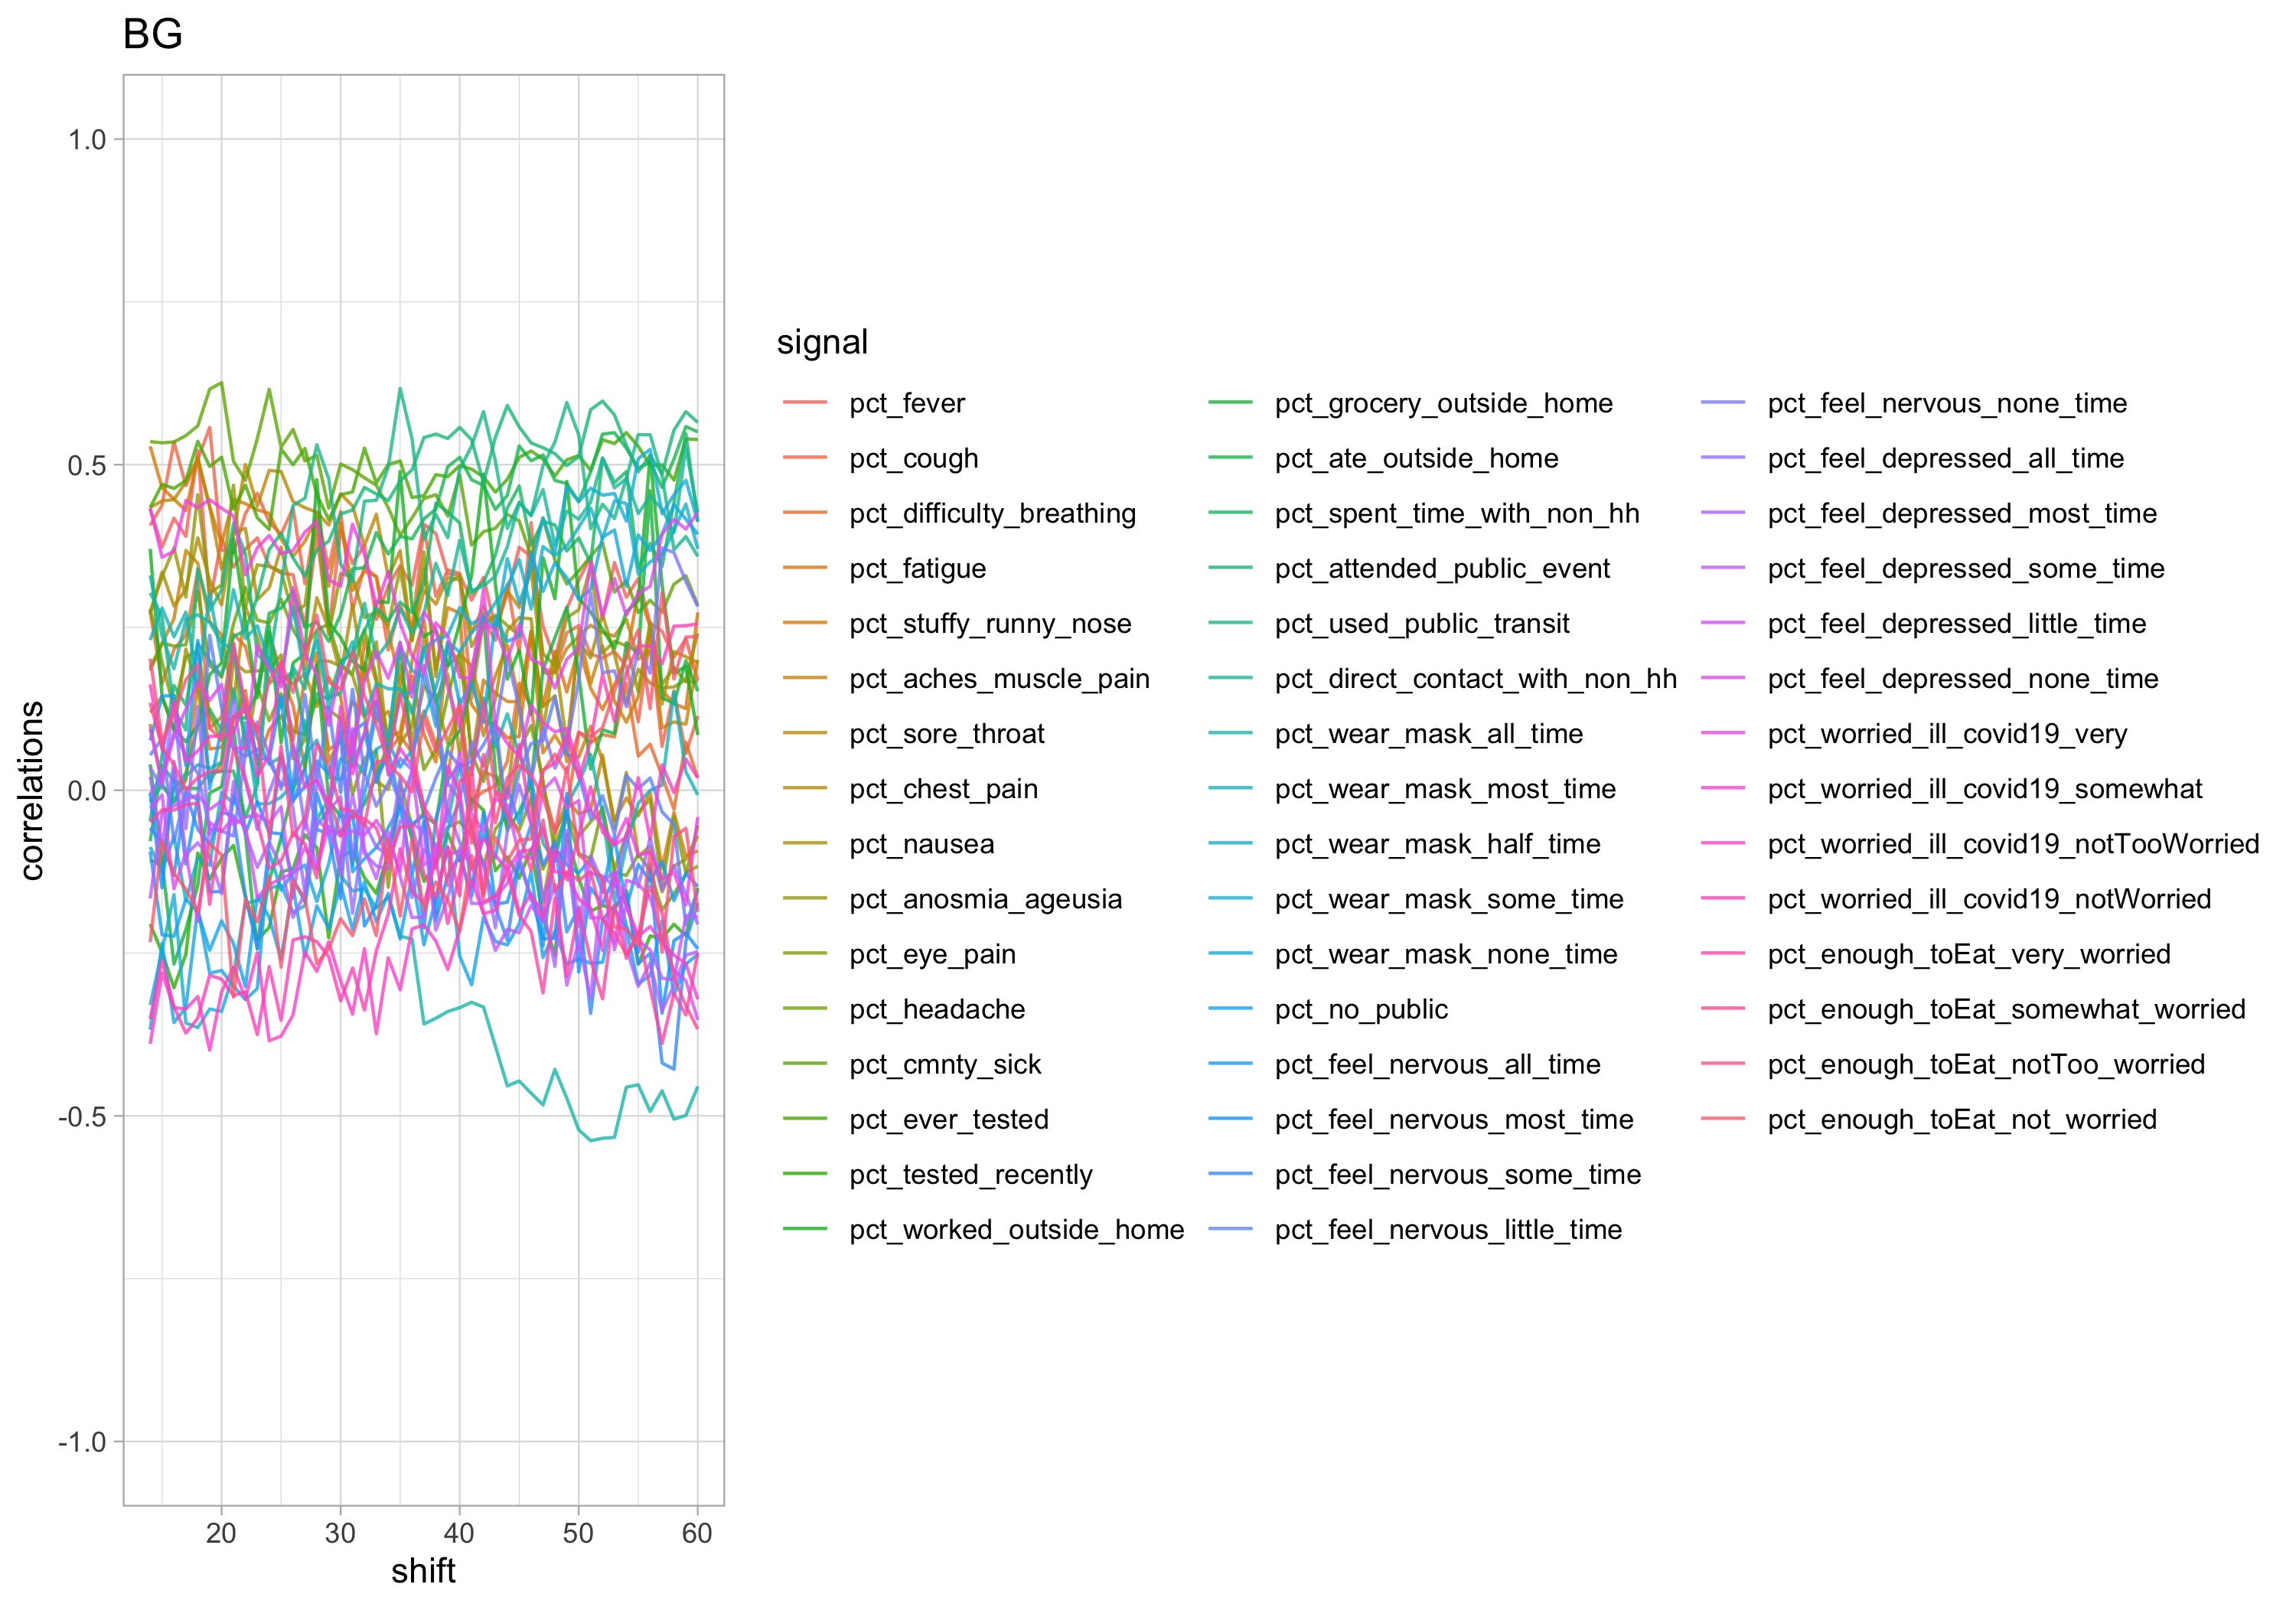 BG
correlations
1.0
0.5
0.0
-0.5
-1.0
20 30 40 50 60
shift
signal
pct_fever
pct_cough
pct_difficulty_breathing
pct_fatigue
pct_stuffy_runny_nose
pct_aches_muscle_pain
pct_sore_throat
pct_chest_pain
pct_nausea
pct_anosmia_ageusia
pct_eye_pain
pct_headache
pct_cmnty_sick
pct_ever_tested
pct_tested_recently
pct_worked_outside_home
pct_grocery_outside_home
pct_ate_outside_home
pct_spent_time_with_non_hh
pct_attended_public_event
pct_used_public_transit
pct_direct_contact_with_non_hh
pct_wear_mask_all_time
pct_wear_mask_most_time
pct_wear_mask_half_time
pct_wear_mask_some_time
pct_wear_mask_none_time
pct_no_public
pct_feel_nervous_all_time
pct_feel_nervous_most_time
pct_feel_nervous_some_time
pct_feel_nervous_little_time
pct_feel_nervous_none_time
pct_feel_depressed_all_time
pct_feel_depressed_most_time
pct_feel_depressed_some_time
pct_feel_depressed_little_time
pct_feel_depressed_none_time
pct_worried_ill_covid19_very
pct_worried_ill_covid19_somewhat
pct_worried_ill_covid19_notTooWorried
pct_worried_ill_covid19_notWorried
pct_enough_toEat_very_worried
pct_enough_toEat_somewhat_worried
pct_enough_toEat_notToo_worried
pct_enough_toEat_not_worried